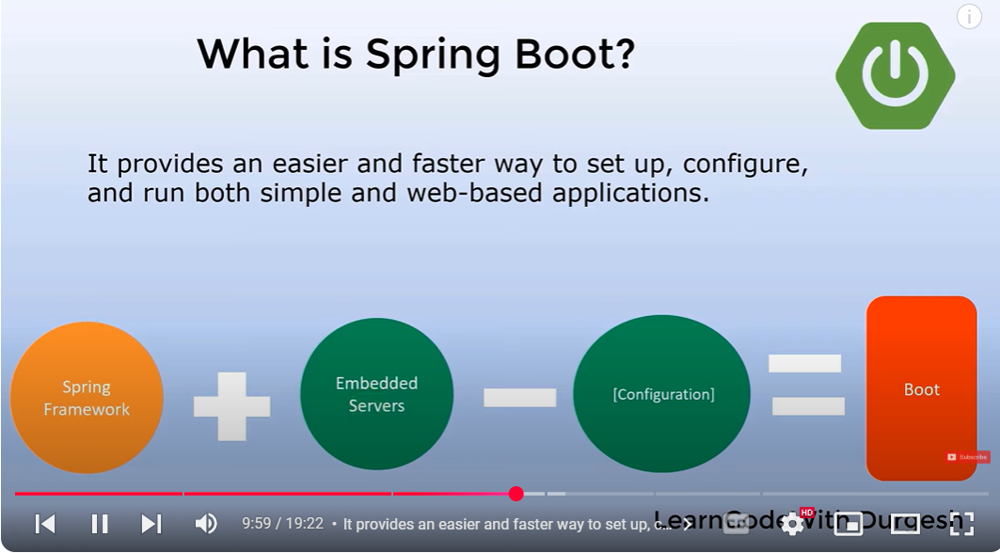 What is Spring Boot?
It provides an easier and faster way to set up, configure,
and run both simple and web-based applications.
Spring
Framework
Embedded
Servers
[Configuration]
Boot
Subscribe
9:59 / 19:22 • It provides an easier and faster way to set up, c...
LearnCode With Durgesh
HD